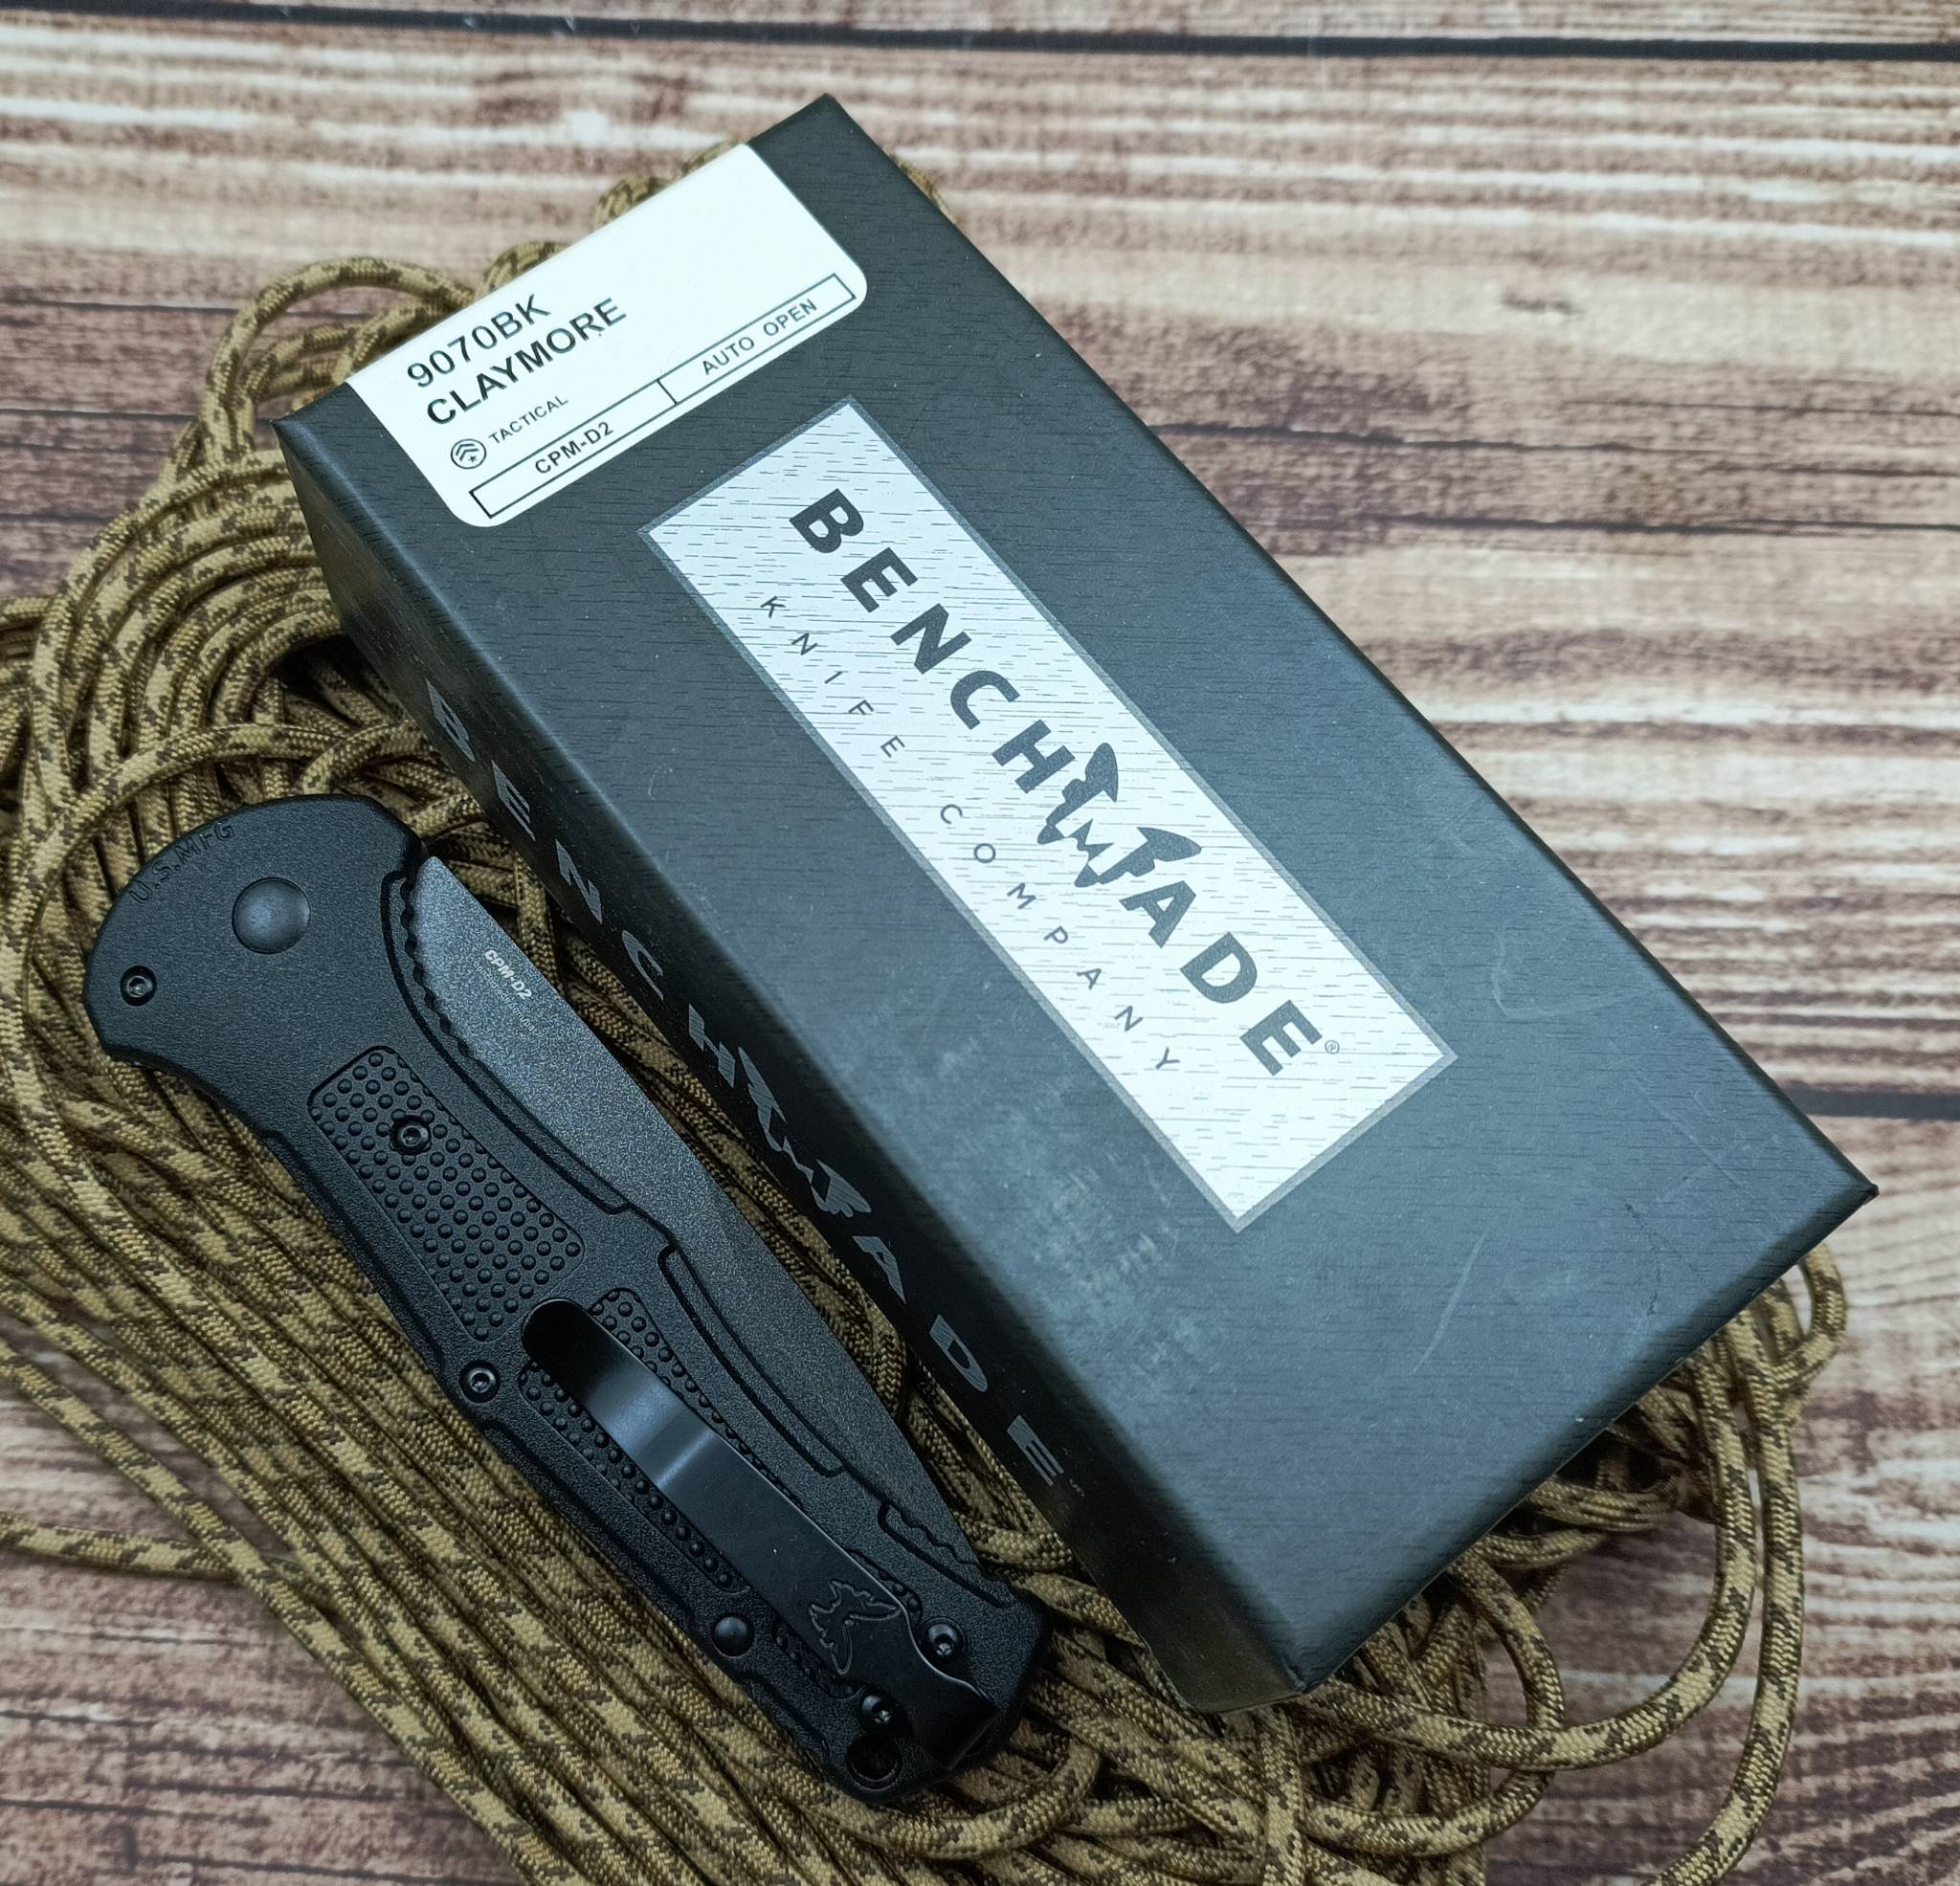 9070BK
CLAYMORE
TACTICAL
CPM-D2
AUTO OPEN
BENCHMADE®
KNIFE COMPANY
BENCHMADE
U.S.MFG
CPM-D2